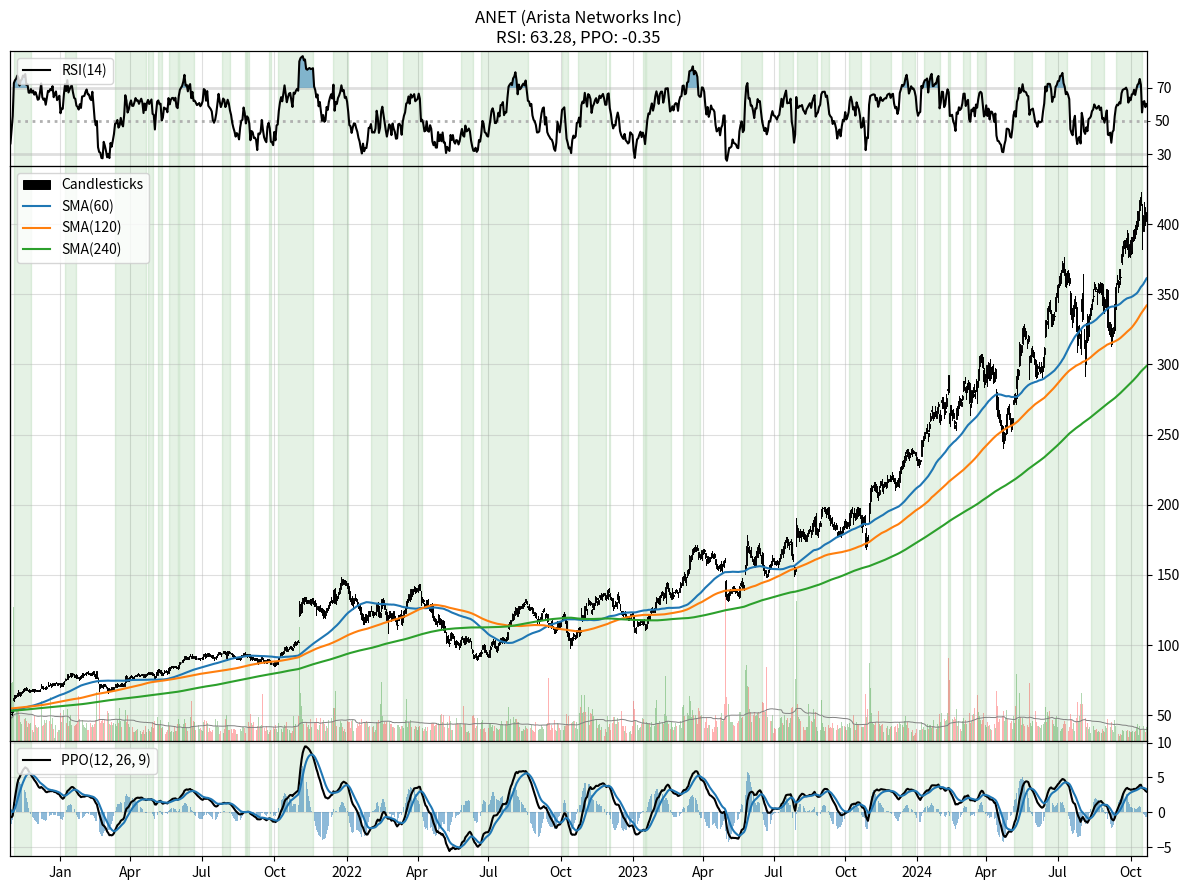 ANET (Arista Networks Inc)
RSI: 63.28, PPO: -0.35
RSI(14)
70
50
30
Candlesticks
SMA(60)
SMA(120)
SMA(240)
400
350
300
250
200
150
100
50
PPO(12, 26, 9)
10
5
0
−5
Jan Apr Jul Oct 2022 Apr Jul Oct 2023 Apr Jul Oct 2024 Apr Jul Oct